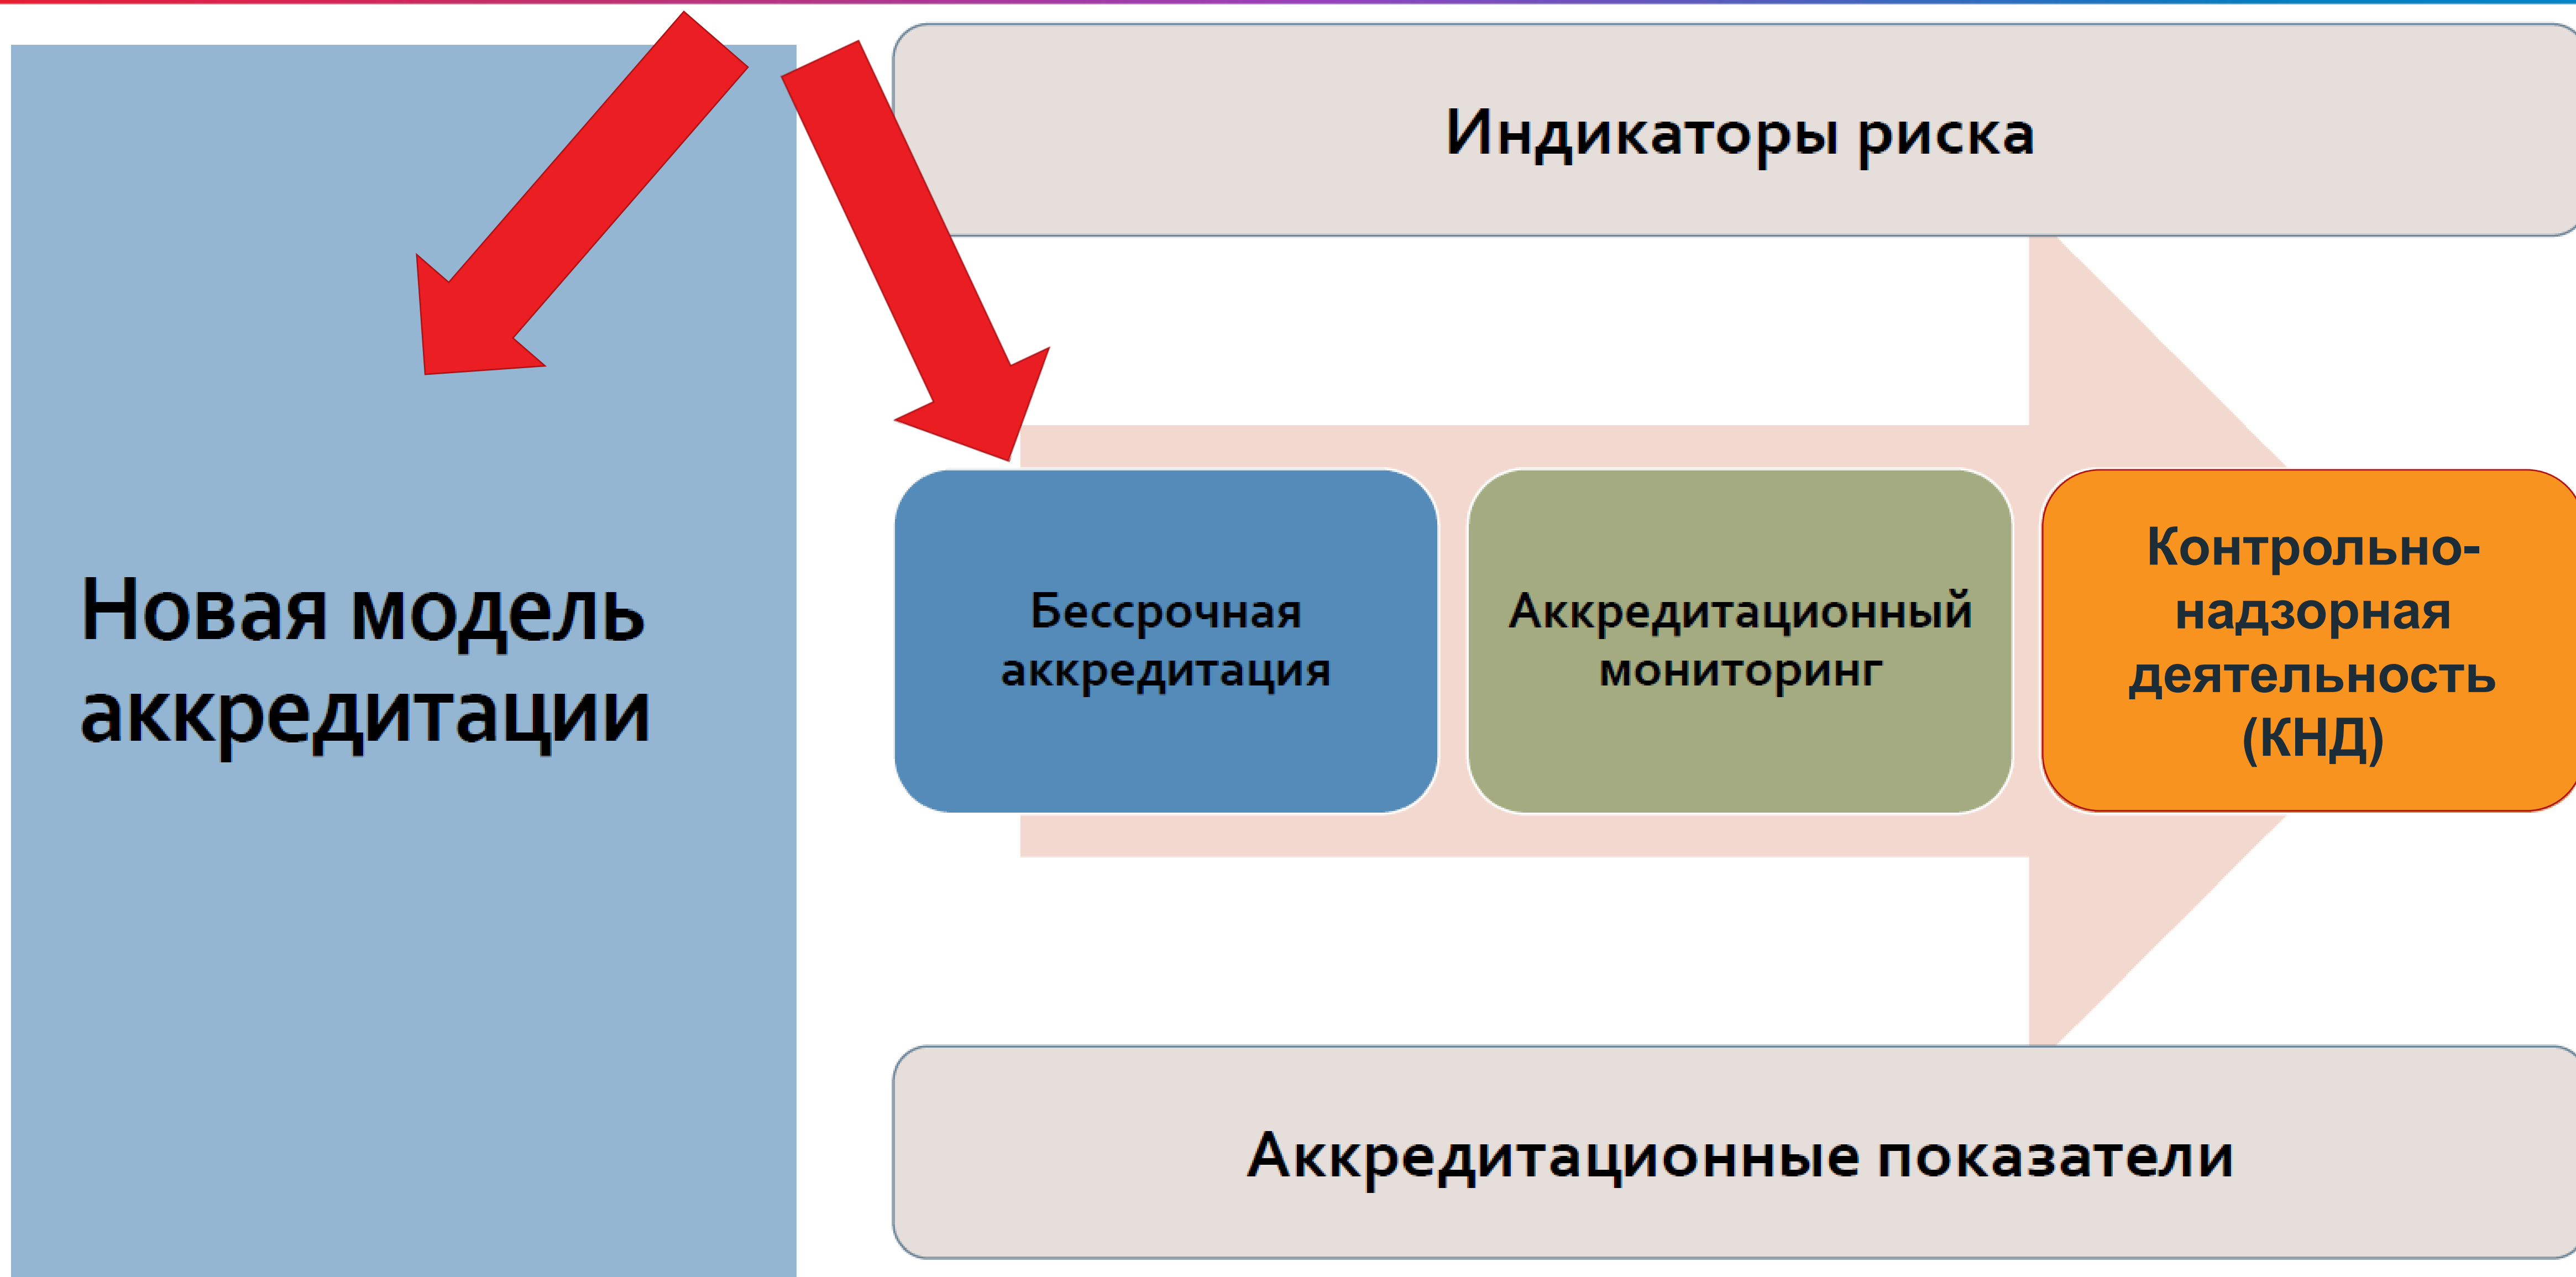 Индикаторы риска
Новая модель
аккредитации
Бессрочная
аккредитация
Аккредитационный
мониторинг
Контрольно-
надзорная
деятельность
(КНД)
Аккредитационные показатели